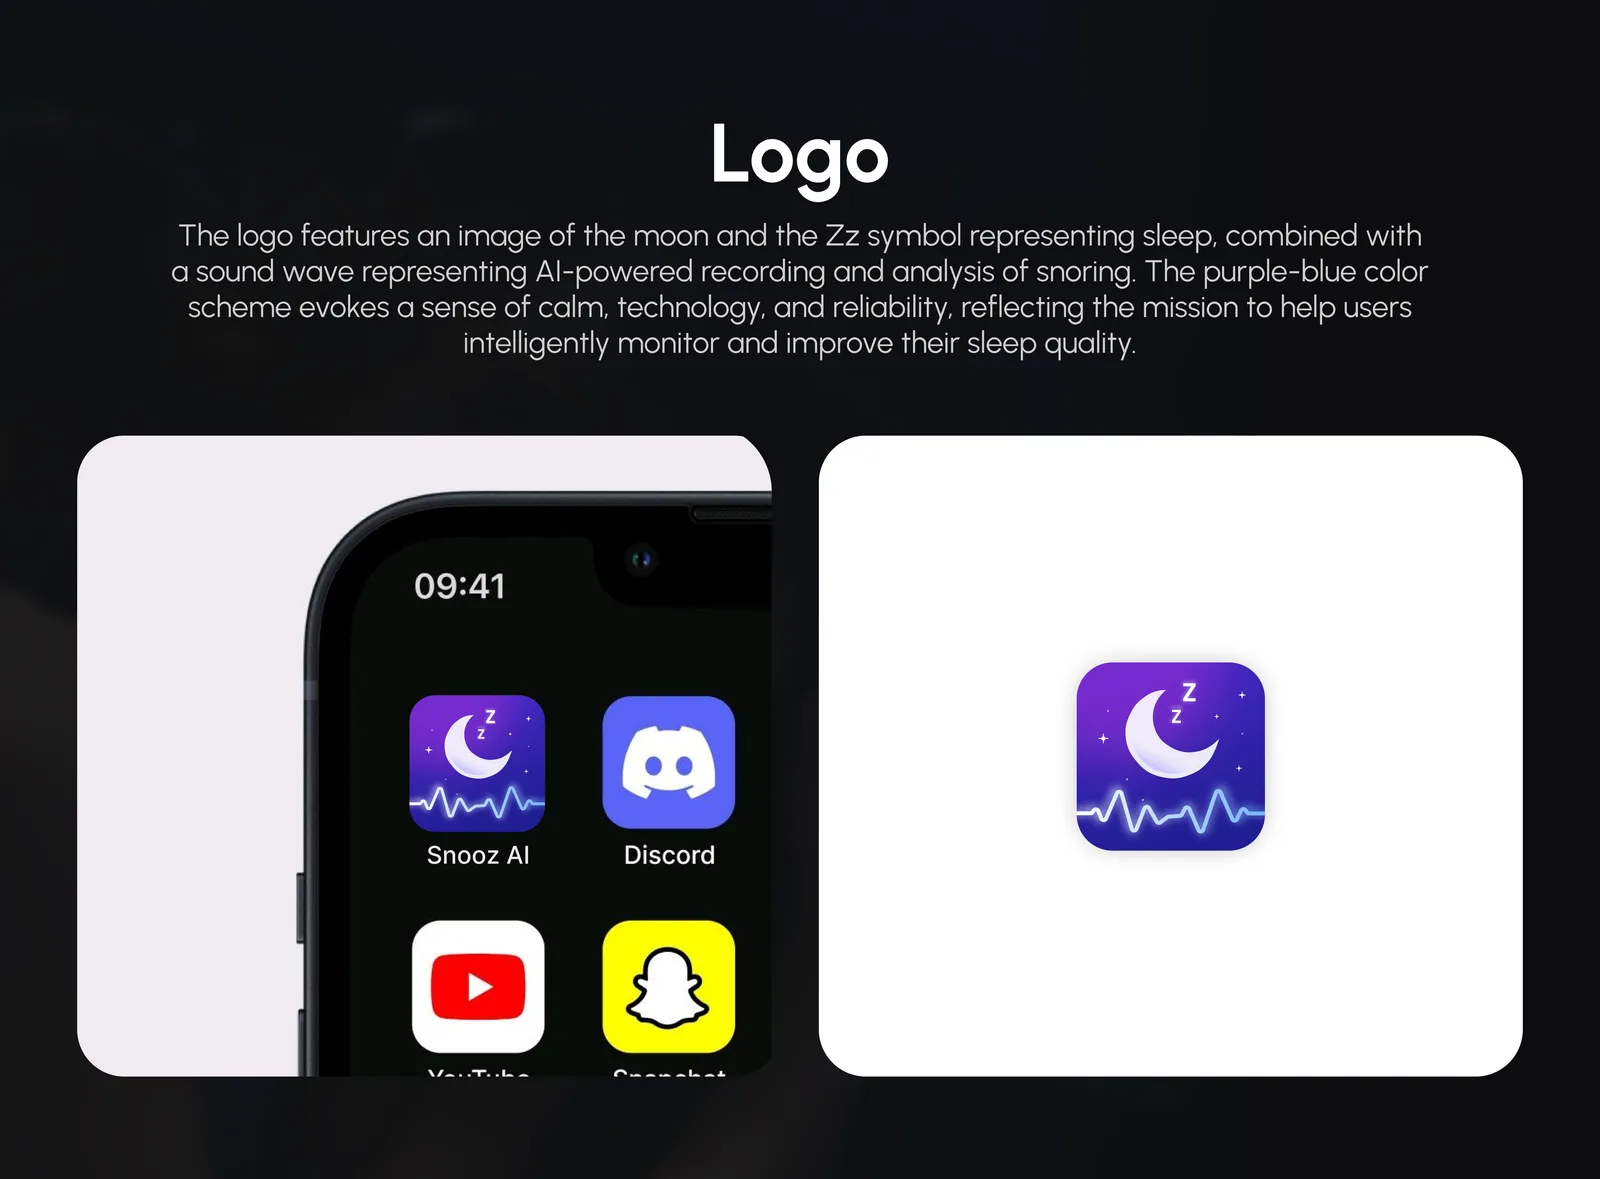 Logo
The logo features an image of the moon and the Zz symbol representing sleep, combined with
a sound wave representing AI-powered recording and analysis of snoring. The purple-blue color
scheme evokes a sense of calm, technology, and reliability, reflecting the mission to help users
intelligently monitor and improve their sleep quality.
09:41
Z
z
Snooz AI
Discord
YouTube
Snapchat
Z
z